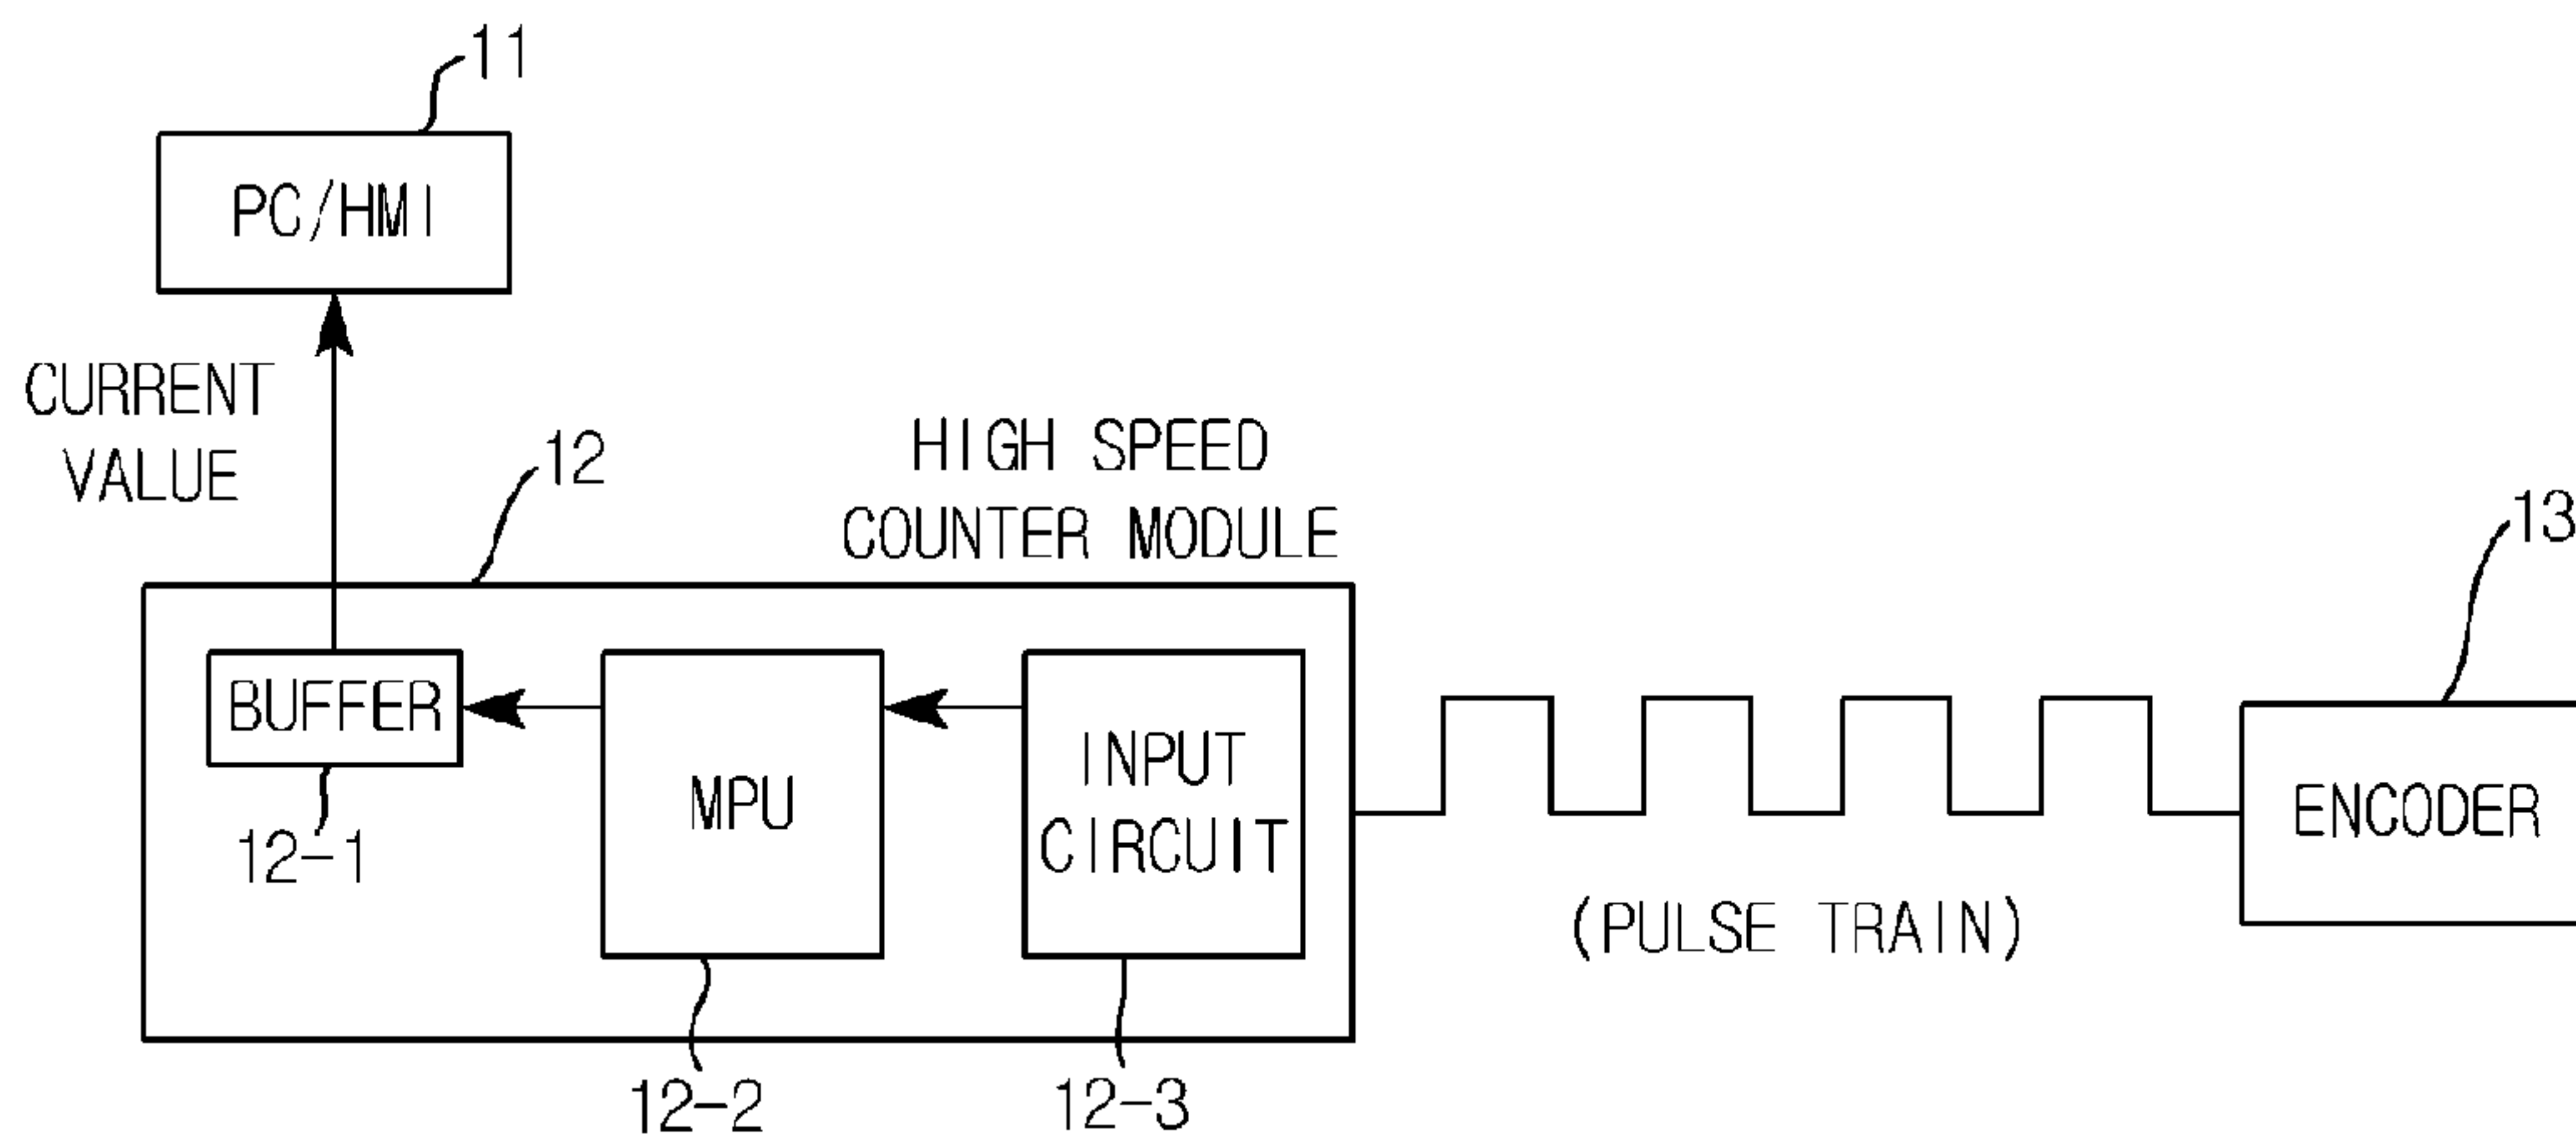 11
PC/HMI
CURRENT
VALUE
12
HIGH SPEED
COUNTER MODULE
13
BUFFER
MPU
INPUT
CIRCUIT
ENCODER
12-1
(PULSE TRAIN)
12-2
12-3